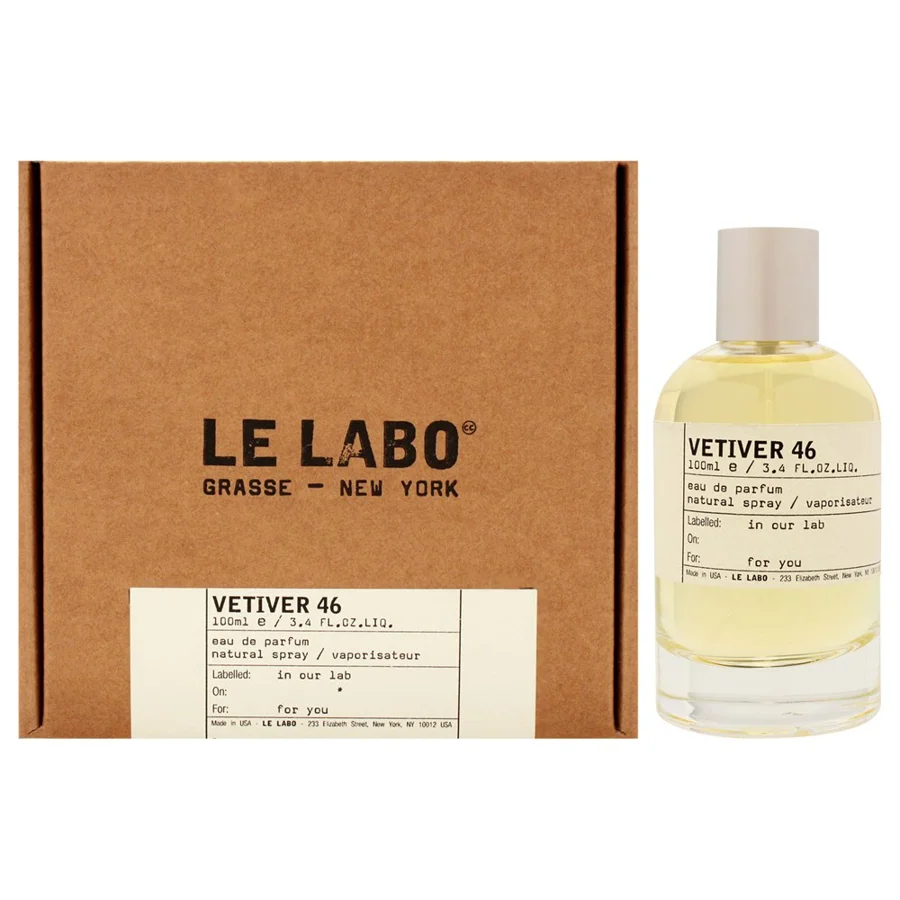 LE LABO
GRASSE - NEW YORK
VETIVER 46
100ml e / 3.4 FL.OZ.LIQ.
eau de parfum
natural spray / vaporisateur
Labelled: in our lab
On:
For: for you
Made in USA - LE LABO - 233 Elizabeth Street, New York, NY 10012 USA
VETIVER 46
100ml e / 3.4 FL.OZ.LIQ.
eau de parfum
natural spray / vaporisateur
Labelled: in our lab
On:
For: for you
Made in USA - LE LABO - 233 Elizabeth Street, New York, NY